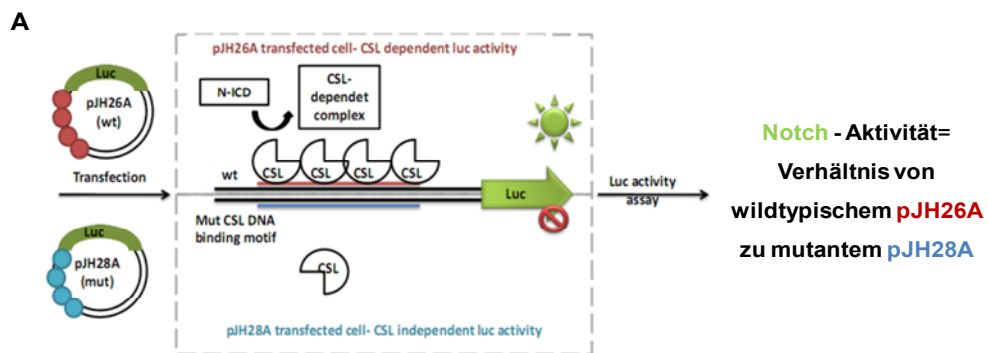 A
pJH26A transfected cell- CSL dependent luc activity
Luc
pJH26A
(wt)
N-ICD
CSL-
dependet
complex
Transfection
wt
CSL CSL CSL CSL
Luc
Mut CSL DNA
binding motif
CSL
Luc
pJH28A
(mut)
pJH28A transfected cell- CSL independent luc activity
Luc activity
assay
Notch - Aktivität=
Verhältnis von
wildtypischem pJH26A
zu mutantem pJH28A